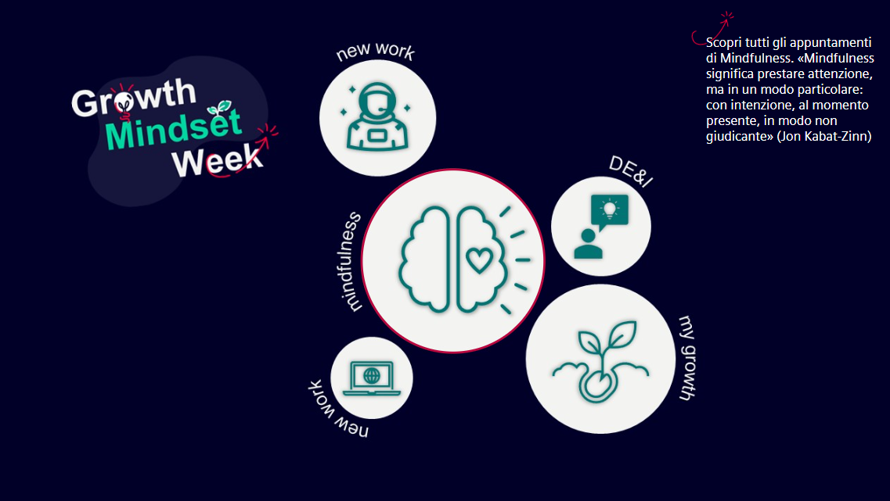 Growth
Mindset
Week
new work
DE&I
mindfulness
my growth
new work
Scopri tutti gli appuntamenti
di Mindfulness. «Mindfulness
significa prestare attenzione,
ma in un modo particolare:
con intenzione, al momento
presente, in modo non
giudicante» (Jon Kabat-Zinn)